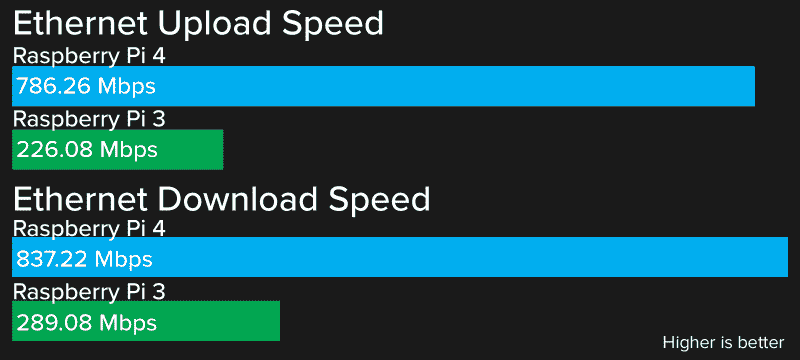 Ethernet Upload Speed
Raspberry Pi 4
786.26 Mbps
Raspberry Pi 3
226.08 Mbps
Ethernet Download Speed
Raspberry Pi 4
837.22 Mbps
Raspberry Pi 3
289.08 Mbps
Higher is better